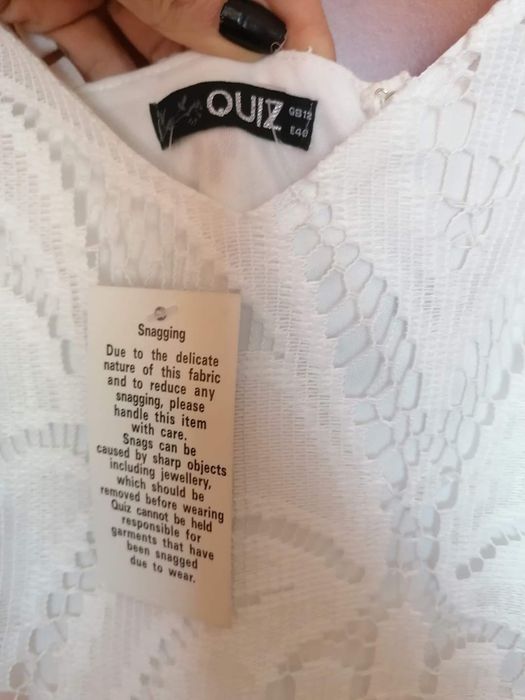 QUIZ
GB12
E40
Snagging
Due to the delicate
nature of this fabric
and to reduce any
snagging, please
handle this item
with care.
Snags can be
caused by sharp objects
including jewellery,
which should be
removed before wearing
Quiz cannot be held
responsible for
garments that have
been snagged
due to wear.